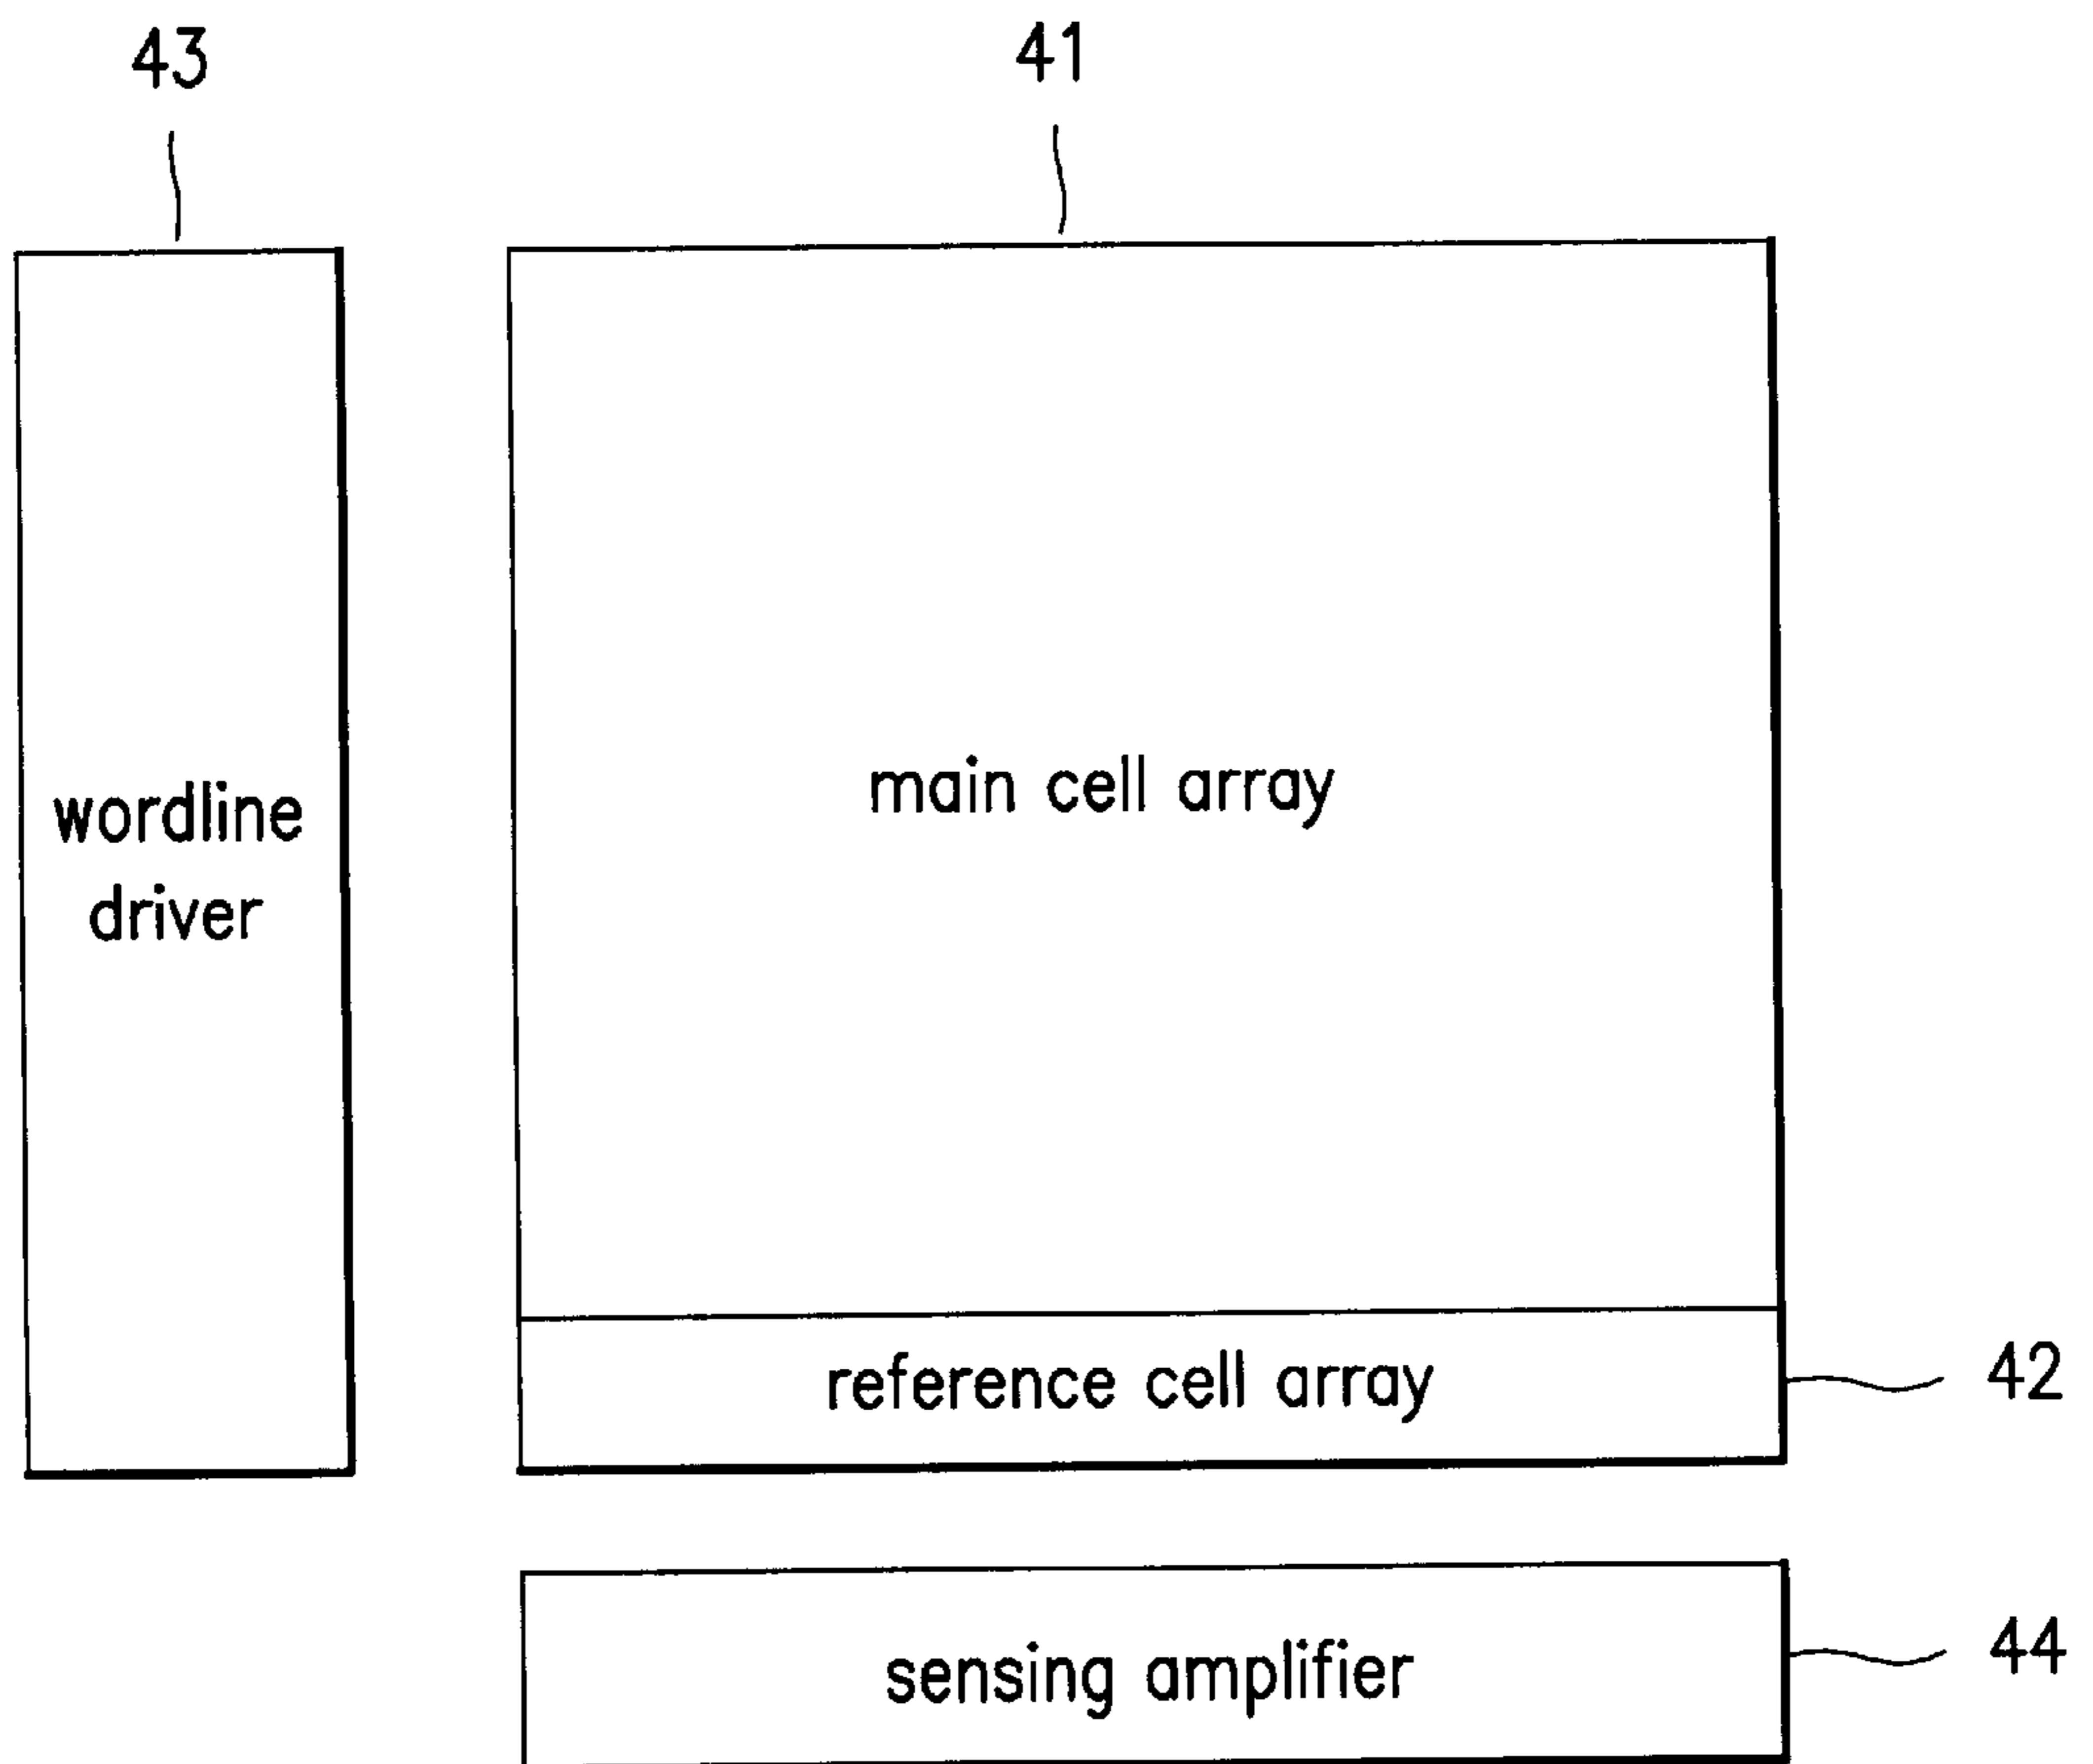 43
41
main cell array
wordline
driver
reference cell array
42
sensing amplifier
44